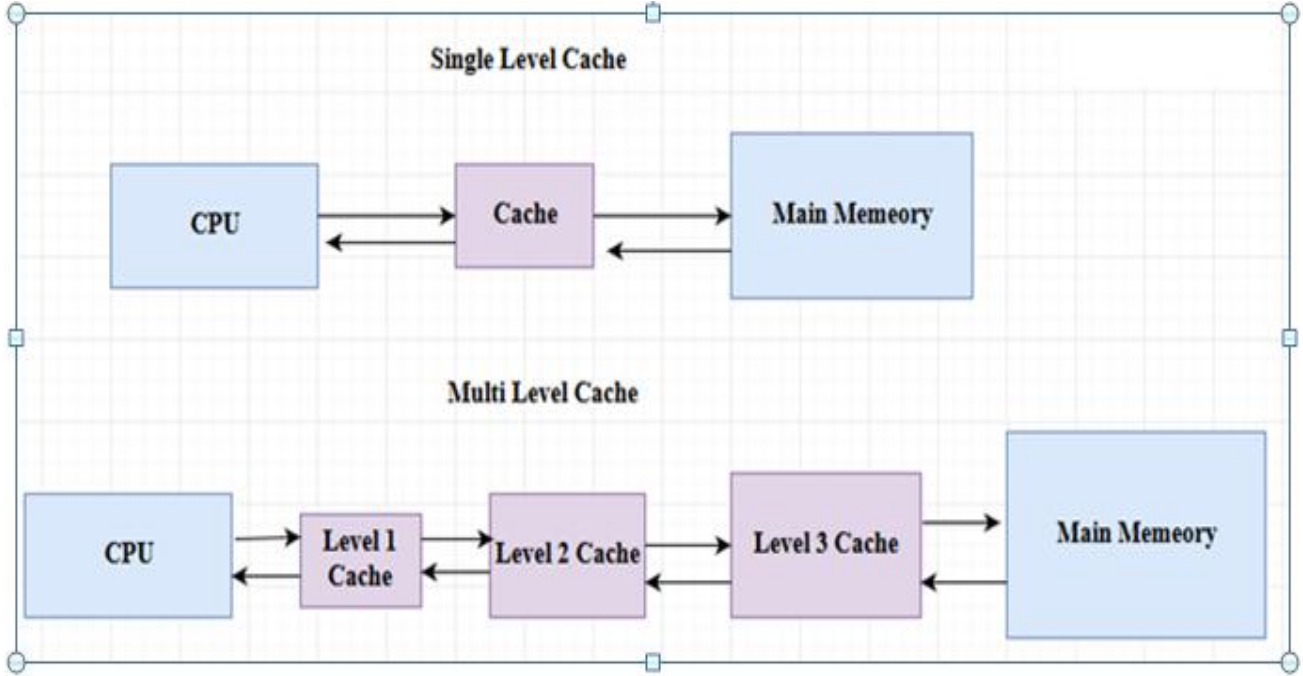 Single Level Cache
CPU
Cache
Main Memeory
Multi Level Cache
CPU
Level 1
Cache
Level 2 Cache
Level 3 Cache
Main Memeory